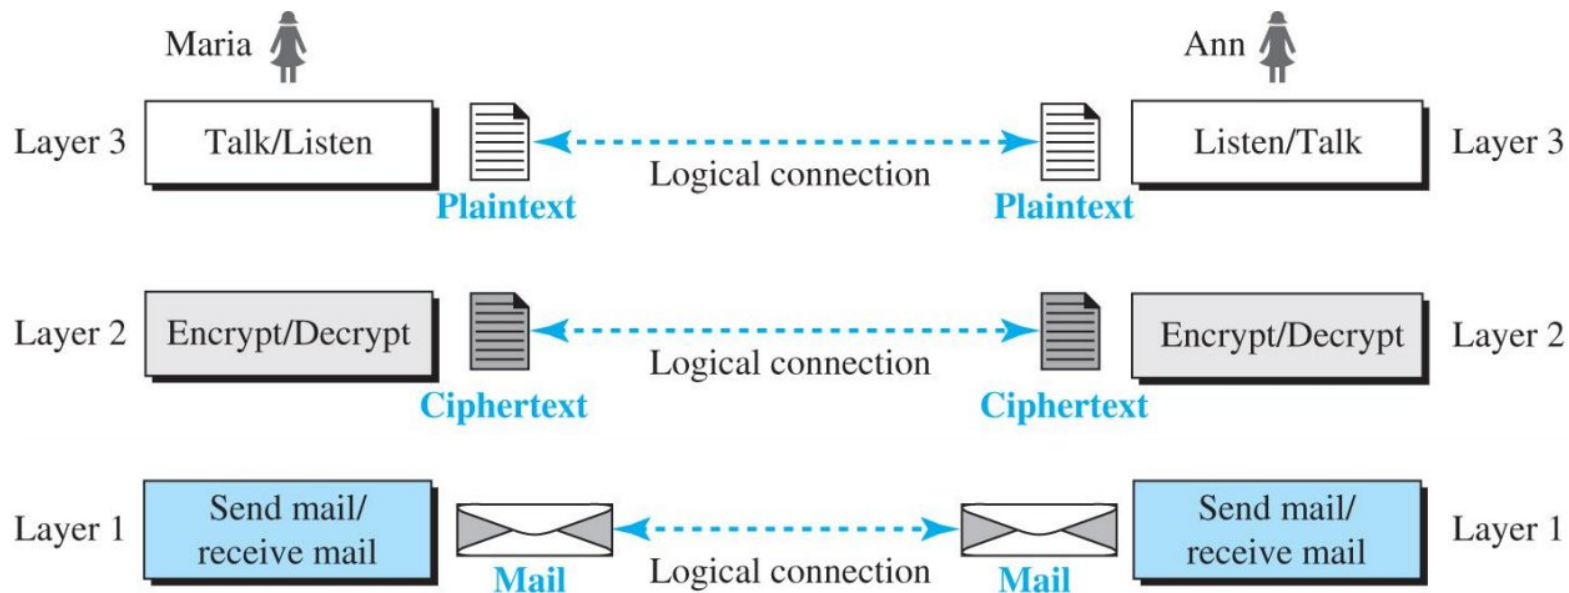 Maria
Ann
Layer 3
Talk/Listen
Plaintext
Logical connection
Plaintext
Listen/Talk
Layer 3
Layer 2
Encrypt/Decrypt
Ciphertext
Logical connection
Ciphertext
Encrypt/Decrypt
Layer 2
Layer 1
Send mail/
receive mail
Mail
Logical connection
Mail
Send mail/
receive mail
Layer 1